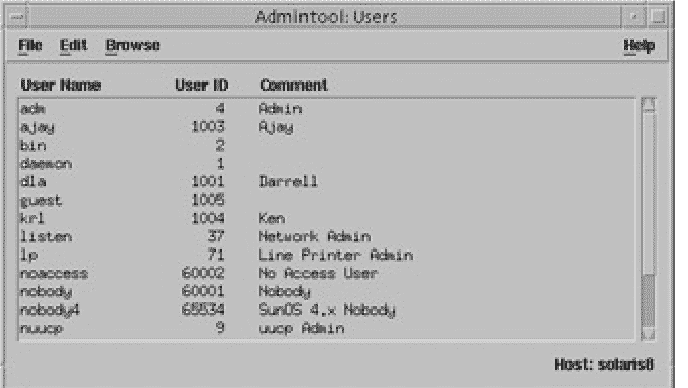 Admintool: Users
File Edit Browse Help
User Name User ID Comment
adm 4 Admin
ajay 1003 Ajay
bin 2
daemon 1
dla 1001 Darrell
guest 1005
krl 1004 Ken
listen 37 Network Admin
lp 71 Line Printer Admin
noaccess 60002 No Access User
nobody 60001 Nobody
nobody4 65534 SunOS 4.x Nobody
nuucp 9 uucp Admin
Host: solaris8